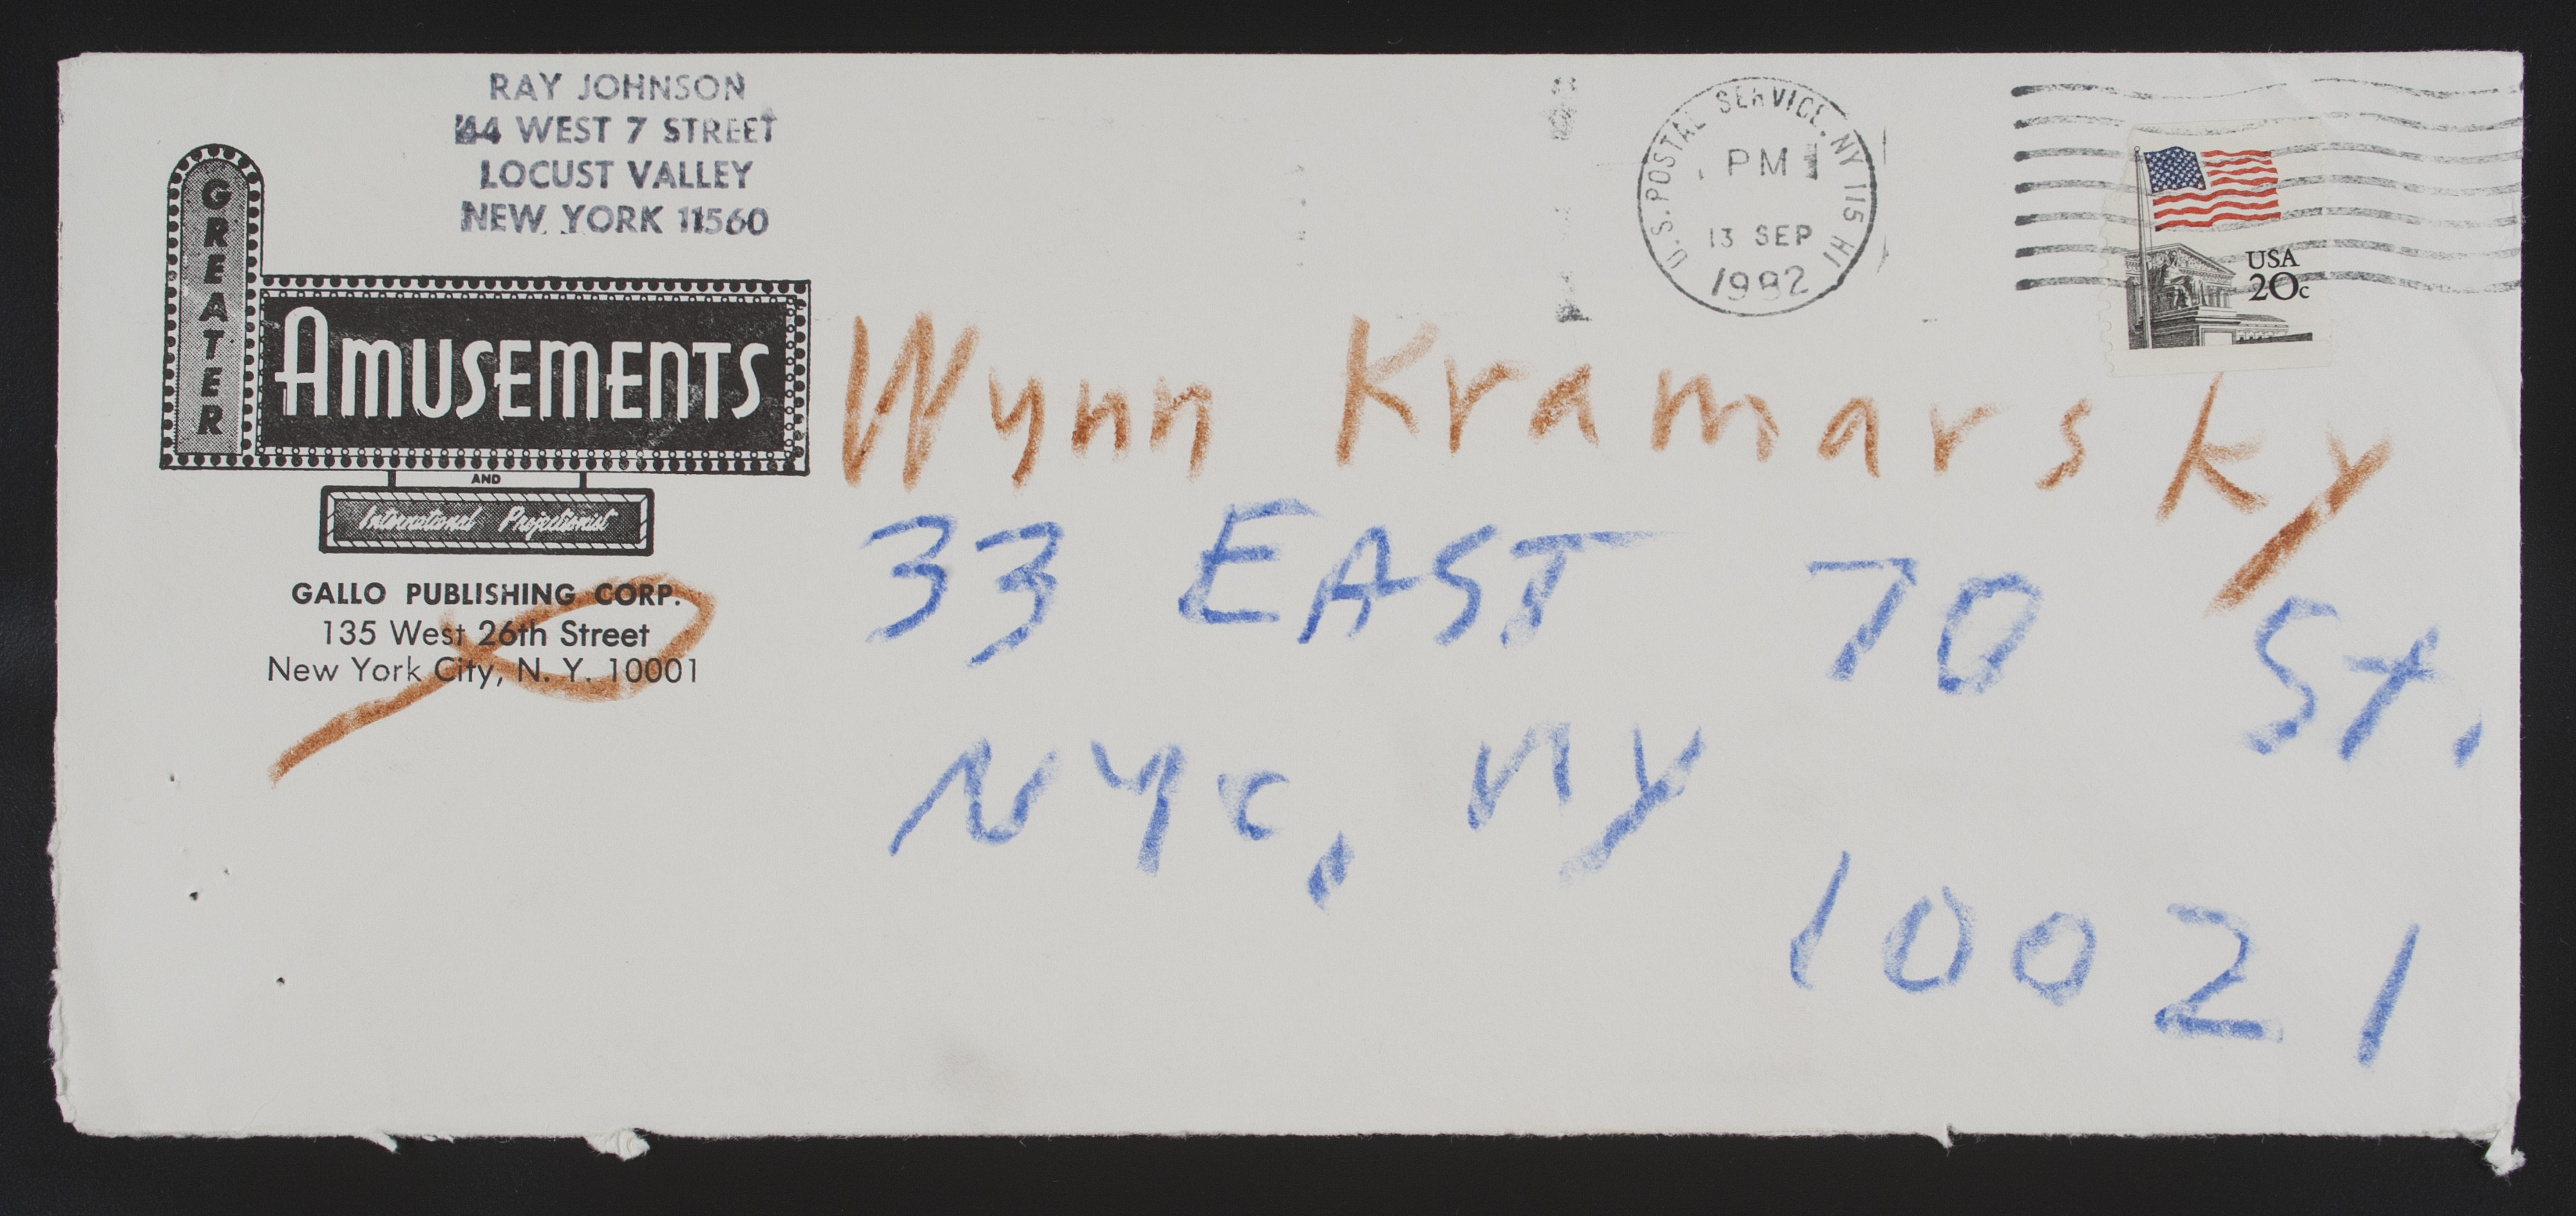 RAY JOHNSON
44 WEST 7 STREET
LOCUST VALLEY
NEW YORK 11560
GREATER
AMUSEMENTS
AND
International Projectionist
GALLO PUBLISHING CORP.
135 West 26th Street
New York City, N. Y. 10001
U.S. POSTAL SERVICE, NY 115
PM
13 SEP
1982
USA
20c
Wynn Kramarsky
33 EAST 70 St.
NYC, NY
10021